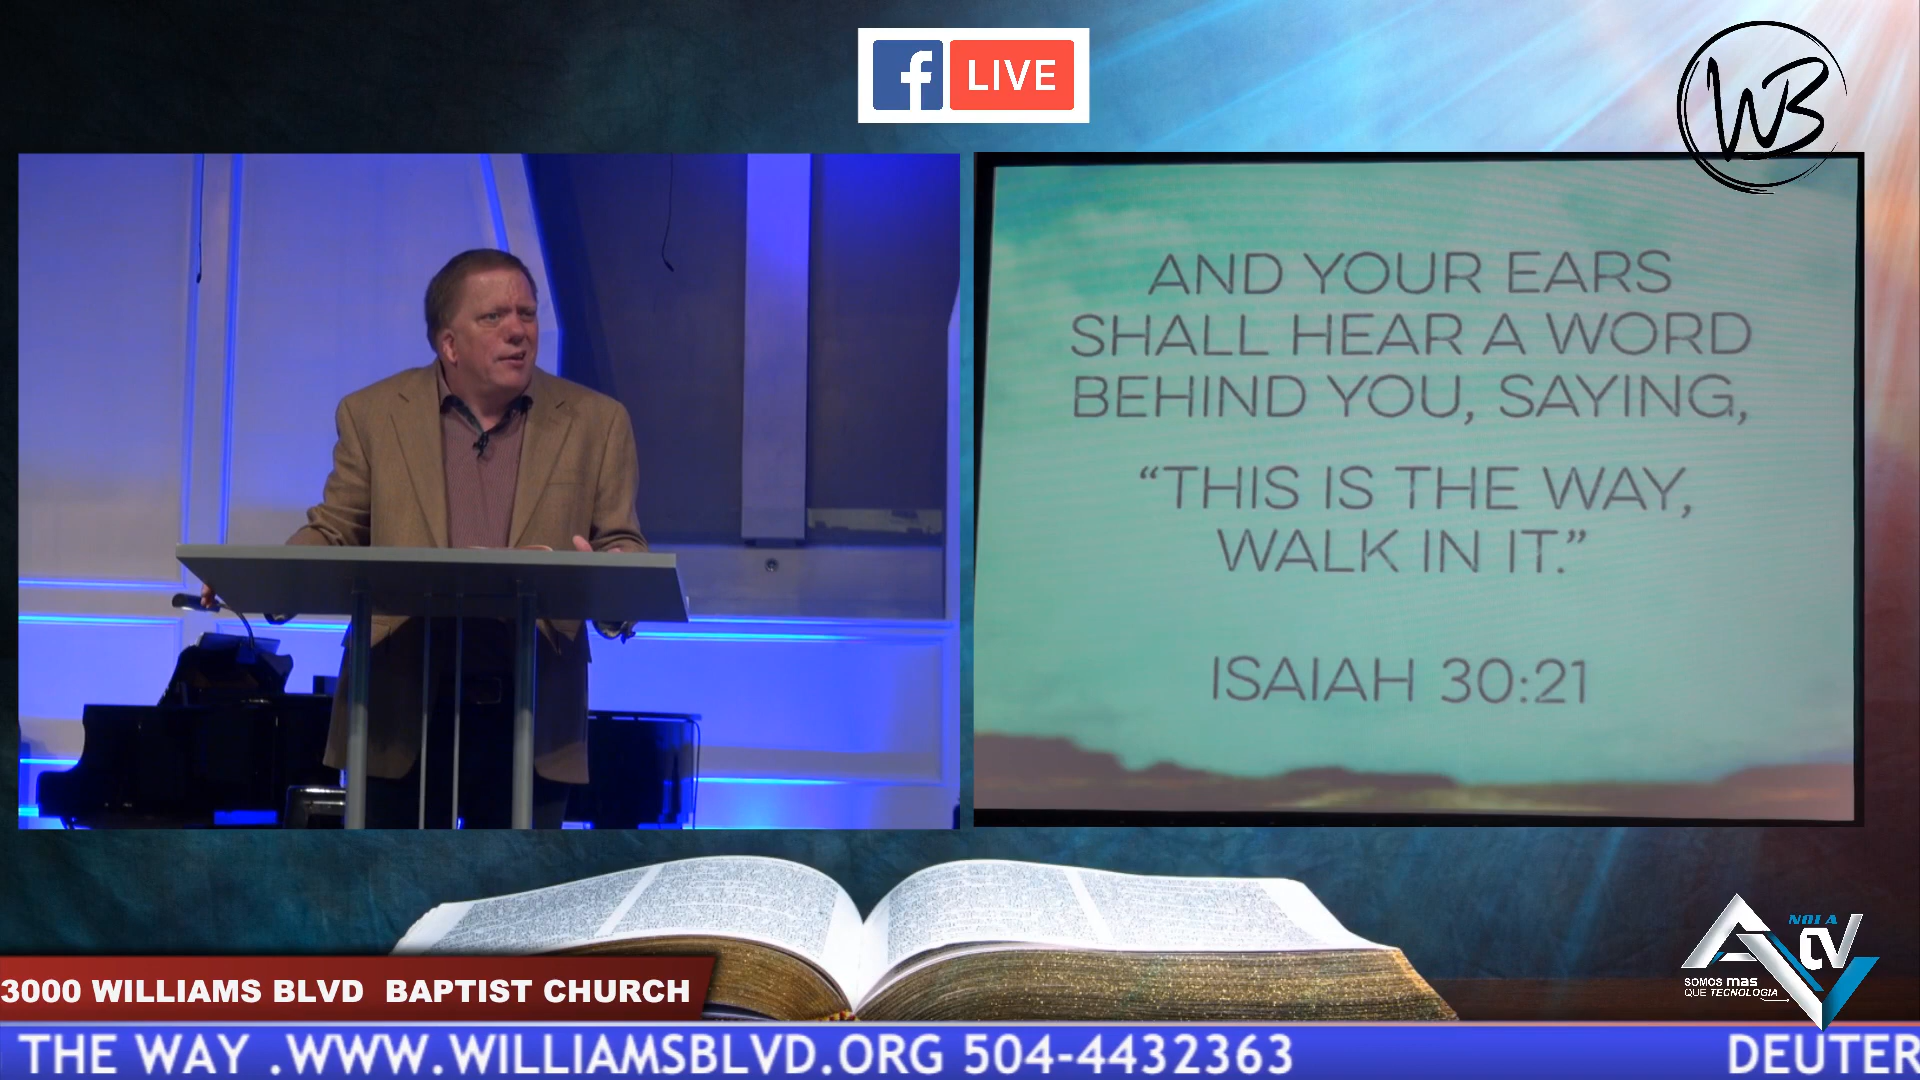 f LIVE
WB
AND YOUR EARS
SHALL HEAR A WORD
BEHIND YOU, SAYING,
“THIS IS THE WAY,
WALK IN IT.”
ISAIAH 30:21
NOLA
TV
SOMOS mas
QUE TECNOLOGIA
3000 WILLIAMS BLVD BAPTIST CHURCH
THE WAY .WWW.WILLIAMSBLVD.ORG 504-4432363
DEUTER